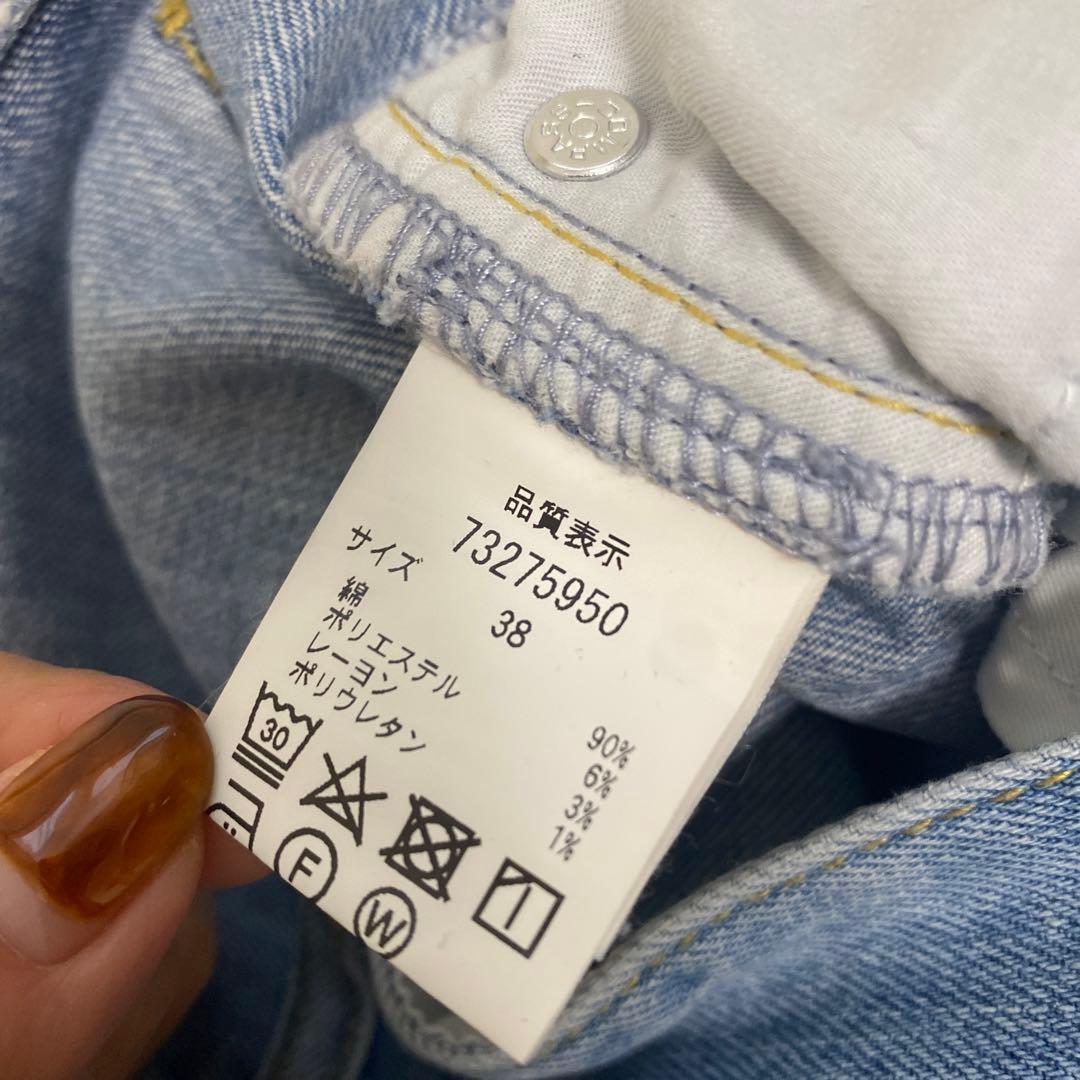 COMPASS
品質表示
73275950
サイズ 38
綿 90%
ポリエステル 6%
レーヨン 3%
ポリウレタン 1%
30
F
W